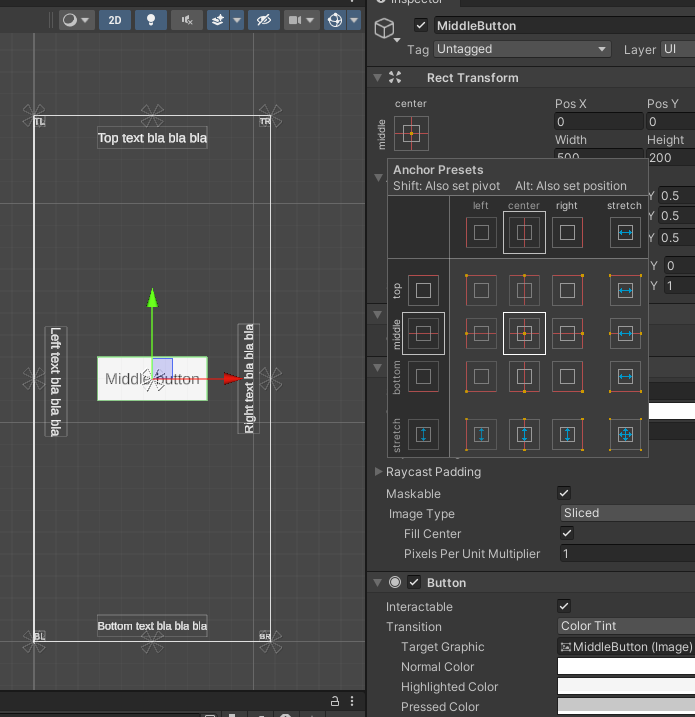 Inspector
2D
MiddleButton
Tag Untagged Layer UI
Rect Transform
center
middle
Pos X Pos Y
0 0
Width Height
500 200
Anchor Presets
Shift: Also set pivot Alt: Also set position
left center right stretch
top
middle
bottom
stretch
Y 0.5
Y 0.5
Y 0.5
Y 0
Y 1
TL
TR
Top text bla bla bla
Left text bla bla bla
Middle button
Right text bla bla bla
Bottom text bla bla bla
BL
BR
Raycast Padding
Maskable
Image Type Sliced
Fill Center
Pixels Per Unit Multiplier 1
Button
Interactable
Transition Color Tint
Target Graphic MiddleButton (Image)
Normal Color
Highlighted Color
Pressed Color